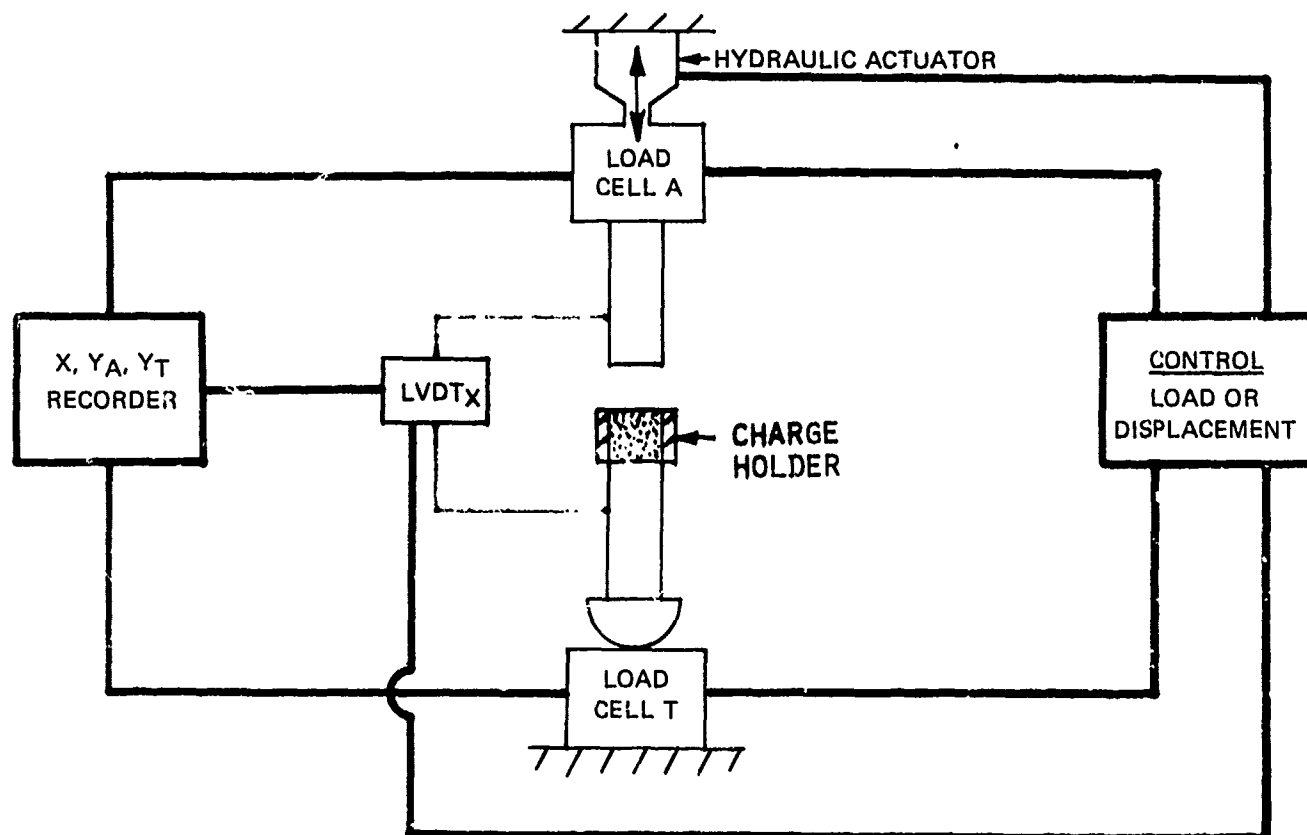 HYDRAULIC ACTUATOR
LOAD
CELL A
X, YA, YT
RECORDER
LVDTX
CONTROL
LOAD OR
DISPLACEMENT
CHARGE
HOLDER
LOAD
CELL T